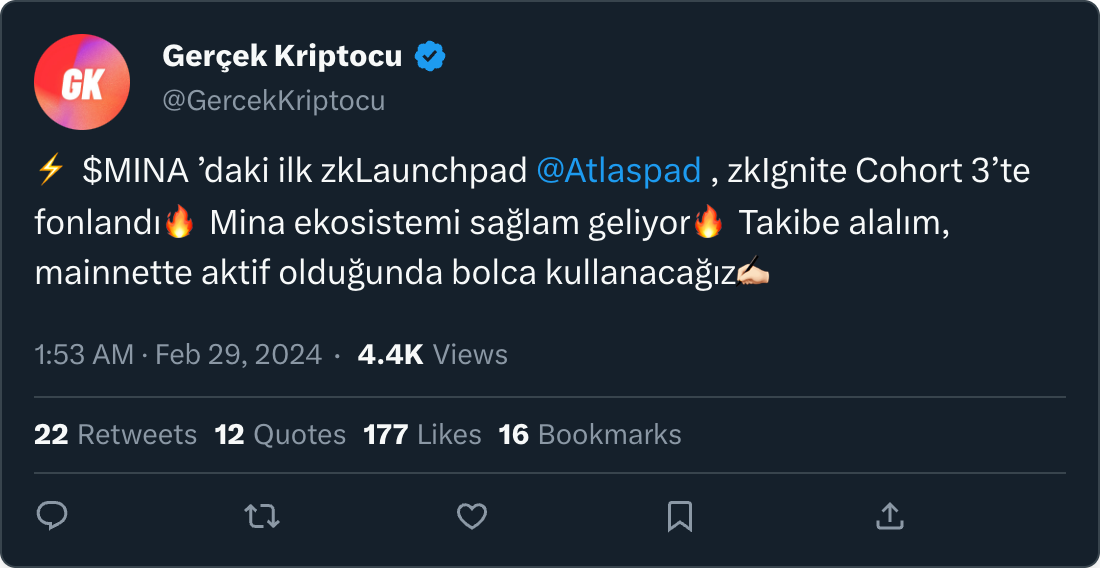 GK
Gerçek Kriptocu
@GercekKriptocu
⚡ $MINA ’daki ilk zkLaunchpad @Atlaspad , zkIgnite Cohort 3’te
fonlandı🔥 Mina ekosistemi sağlam geliyor🔥 Takibe alalım,
mainnette aktif olduğunda bolca kullanacağız✍🏻
1:53 AM · Feb 29, 2024 · 4.4K Views
22 Retweets 12 Quotes 177 Likes 16 Bookmarks